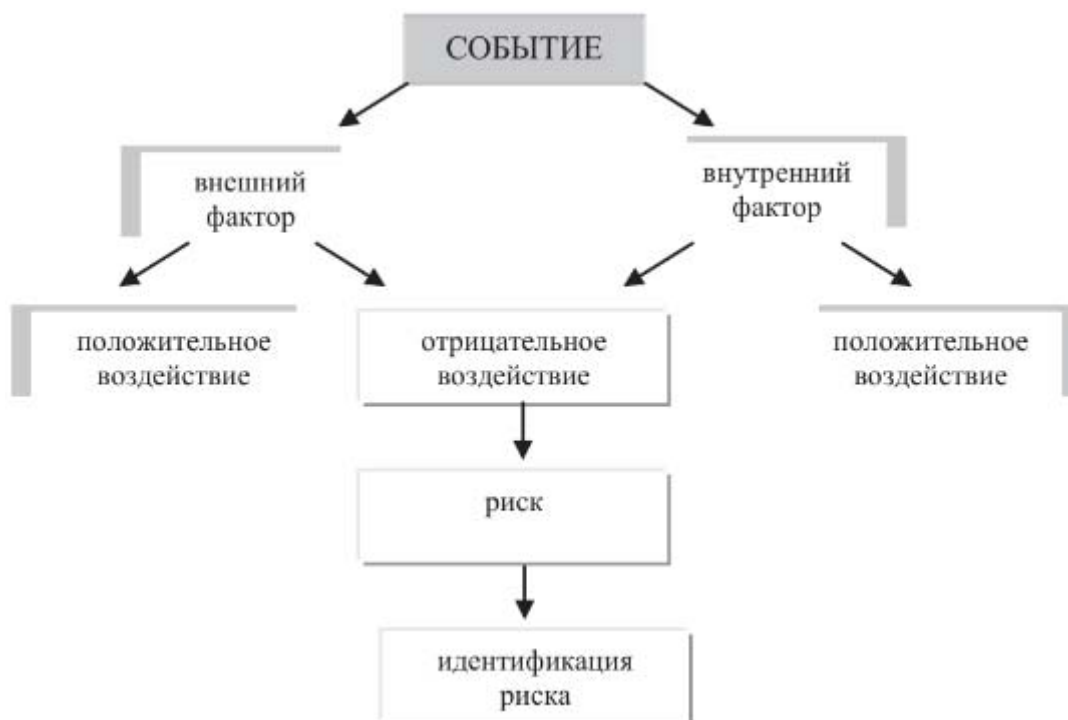 СОБЫТИЕ
внешний
фактор
внутренний
фактор
положительное
воздействие
отрицательное
воздействие
положительное
воздействие
риск
идентификация
риска